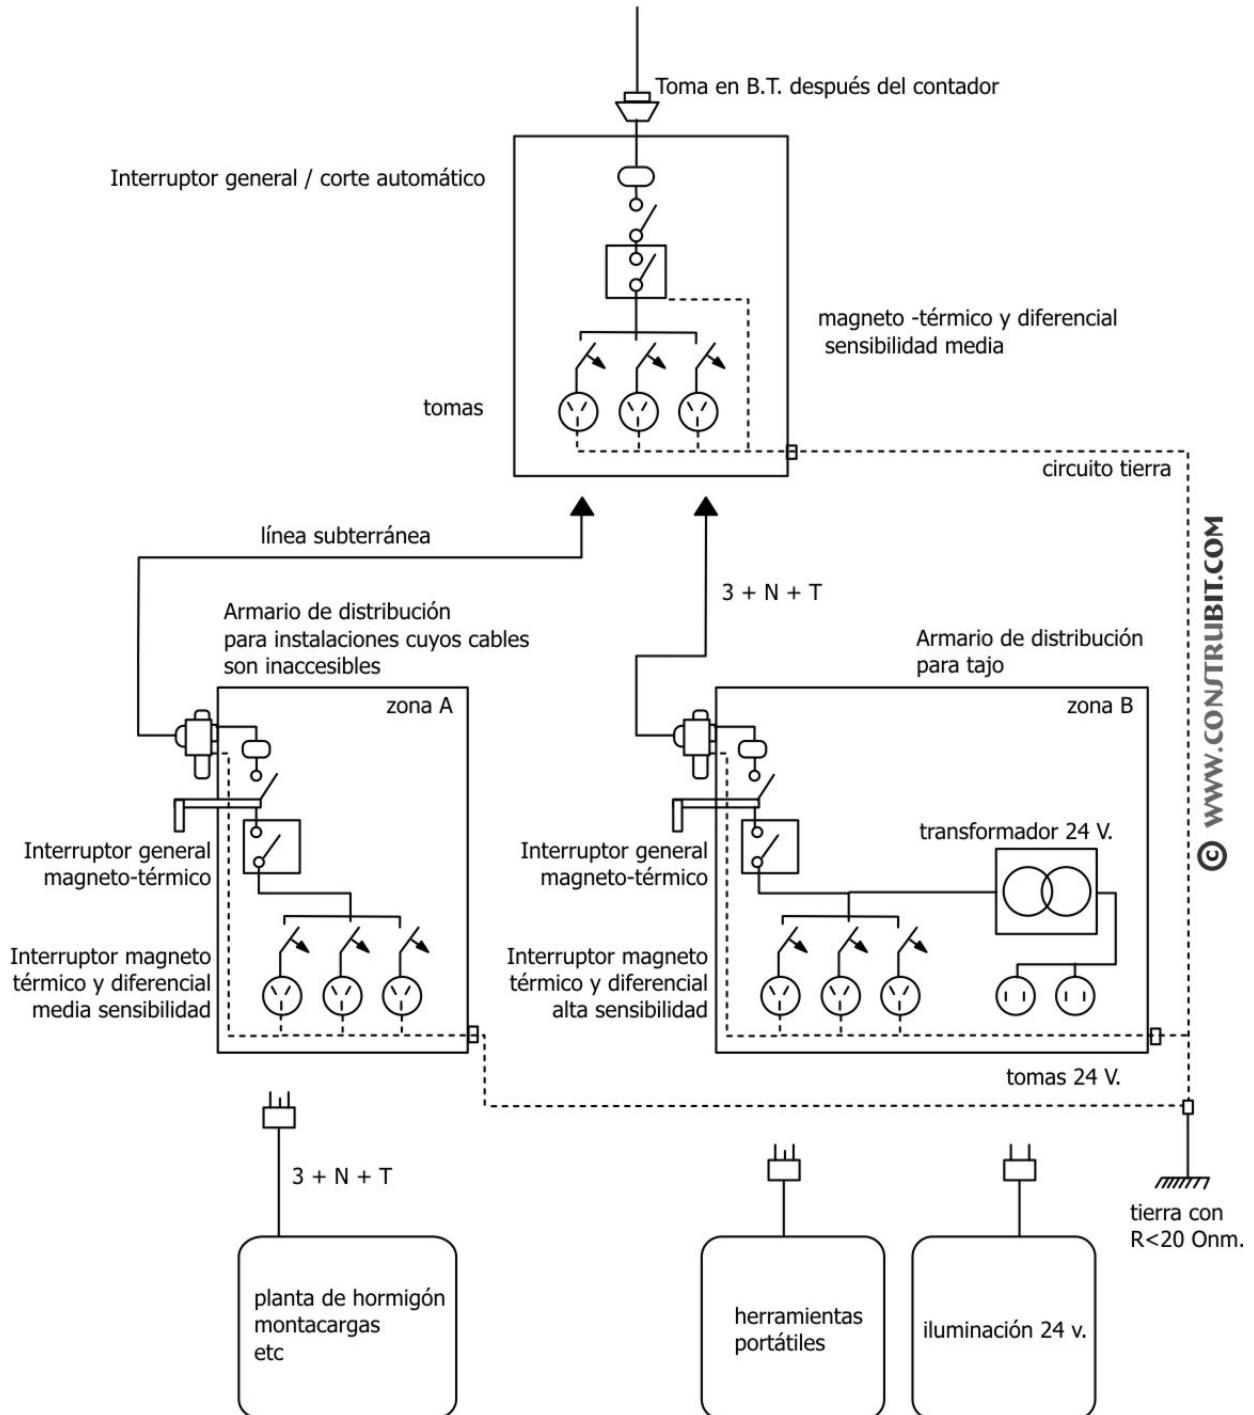 Toma en B.T. después del contador
Interruptor general / corte automático
magneto -térmico y diferencial
sensibilidad media
tomas
circuito tierra
línea subterránea
3 + N + T
Armario de distribución
para instalaciones cuyos cables
son inaccesibles
Armario de distribución
para tajo
zona A
zona B
transformador 24 V.
Interruptor general
magneto-térmico
Interruptor general
magneto-térmico
Interruptor magneto
térmico y diferencial
media sensibilidad
Interruptor magneto
térmico y diferencial
alta sensibilidad
tomas 24 V.
3 + N + T
tierra con
R<20 Onm.
planta de hormigón
montacargas
etc
herramientas
portátiles
iluminación 24 v.
© WWW.CONSTRUBIT.COM